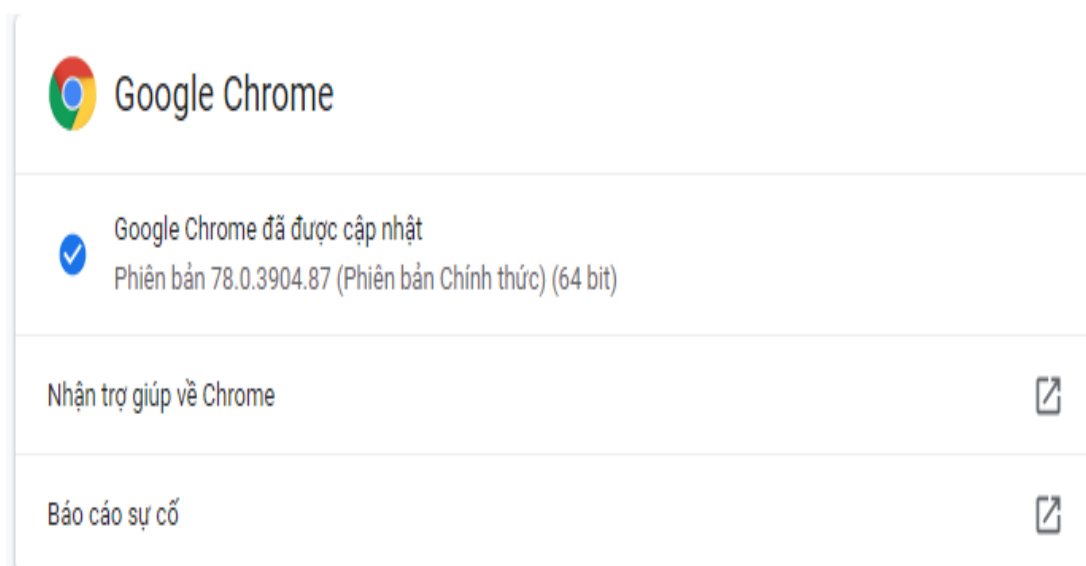 Google Chrome
Google Chrome đã được cập nhật
Phiên bản 78.0.3904.87 (Phiên bản Chính thức) (64 bit)
Nhận trợ giúp về Chrome
Báo cáo sự cố